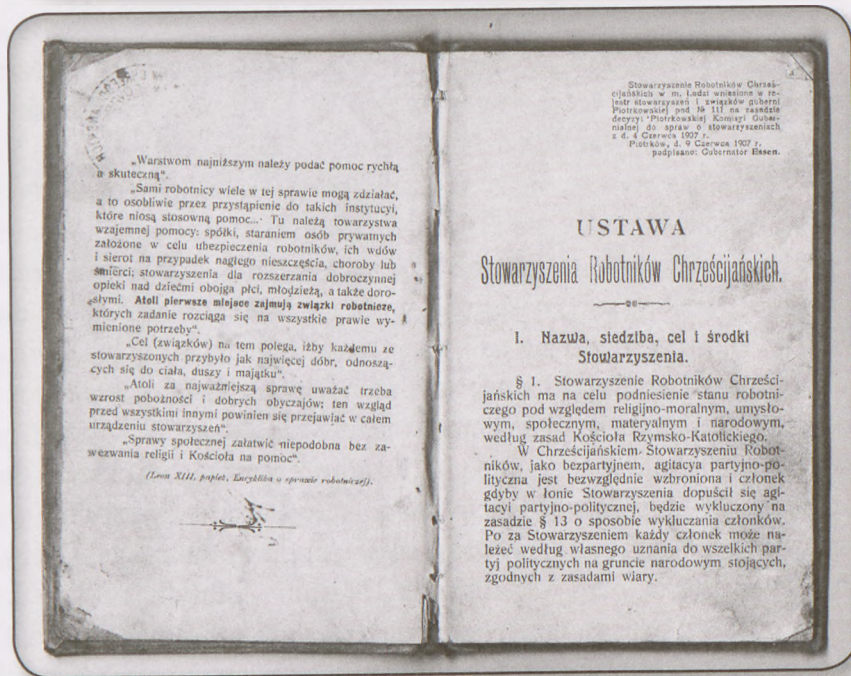 „Warstwom najniższym należy podać pomoc rychłą
a skuteczną“.
„Sami robotnicy wiele w tej sprawie mogą zdziałać,
a to osobliwie przez przystąpienie do takich instytucyi,
które niosą stosowną pomoc... Tu należą towarzystwa
wzajemnej pomocy: spółki, staraniem osób prywatnych
założone w celu ubezpieczenia robotników, ich wdów
i sierot na przypadek nagłego nieszczęścia, choroby lub
śmierci; stowarzyszenia dla rozszerzania dobroczynnej
opieki nad dziećmi obojga płci, młodzieżą, a także doro-
słymi. Atoli pierwsze miejsce zajmują związki robotnicze,
których zadanie rozciąga się na wszystkie prawie wy-
mienione potrzeby“.
„Cel (związków) na tem polega, iżby każdemu ze
stowarzyszonych przybyło jak najwięcej dóbr, odnoszą-
cych się do ciała, duszy i majątku“.
„Atoli za najważniejszą sprawę uważać trzeba
wzrost pobożności i dobrych obyczajów; ten wzgląd
przed wszystkimi innymi powinien się przejawiać w całem
urządzeniu stowarzyszeń“.
„Sprawy społecznej załatwić niepodobna bez za-
wezwania religii i Kościoła na pomoc“.
(Leon XIII, papież, Encyklika o sprawie robotniczej).
Stowarzyszenie Robotników Chrześ-
cijańskich w m. Łodzi wniesione w re-
jestr stowarzyszeń i związków guberni
Piotrkowskiej pod № 111 na zasadzie
decyzyi Piotrkowskiej Komisyi Guber-
nialnej do spraw o stowarzyszeniach
z d. 4 Czerwca 1907 r.
Piotrków, d. 9 Czerwca 1907 r.
podpisano: Gubernator Essen.
USTAWA
Stowarzyszenia Robotników Chrześcijańskich.
I. Nazwa, siedziba, cel i środki
Stowarzyszenia.
§ 1. Stowarzyszenie Robotników Chrześci-
jańskich ma na celu podniesienie stanu robotni-
czego pod względem religijno-moralnym, umysło-
wym, społecznym, materyalnym i narodowym,
według zasad Kościoła Rzymsko-Katolickiego.
W Chrześcijańskiem Stowarzyszeniu Robot-
ników, jako bezpartyjnem, agitacya partyjno-po-
lityczna jest bezwzględnie wzbroniona i członek
gdyby w łonie Stowarzyszenia dopuścił się agi-
tacyi partyjno-politycznej, będzie wykluczony na
zasadzie § 13 o sposobie wykluczania członków.
Po za Stowarzyszeniem każdy członek może na-
leżeć według własnego uznania do wszelkich par-
tyj politycznych na gruncie narodowym stojących,
zgodnych z zasadami wiary.